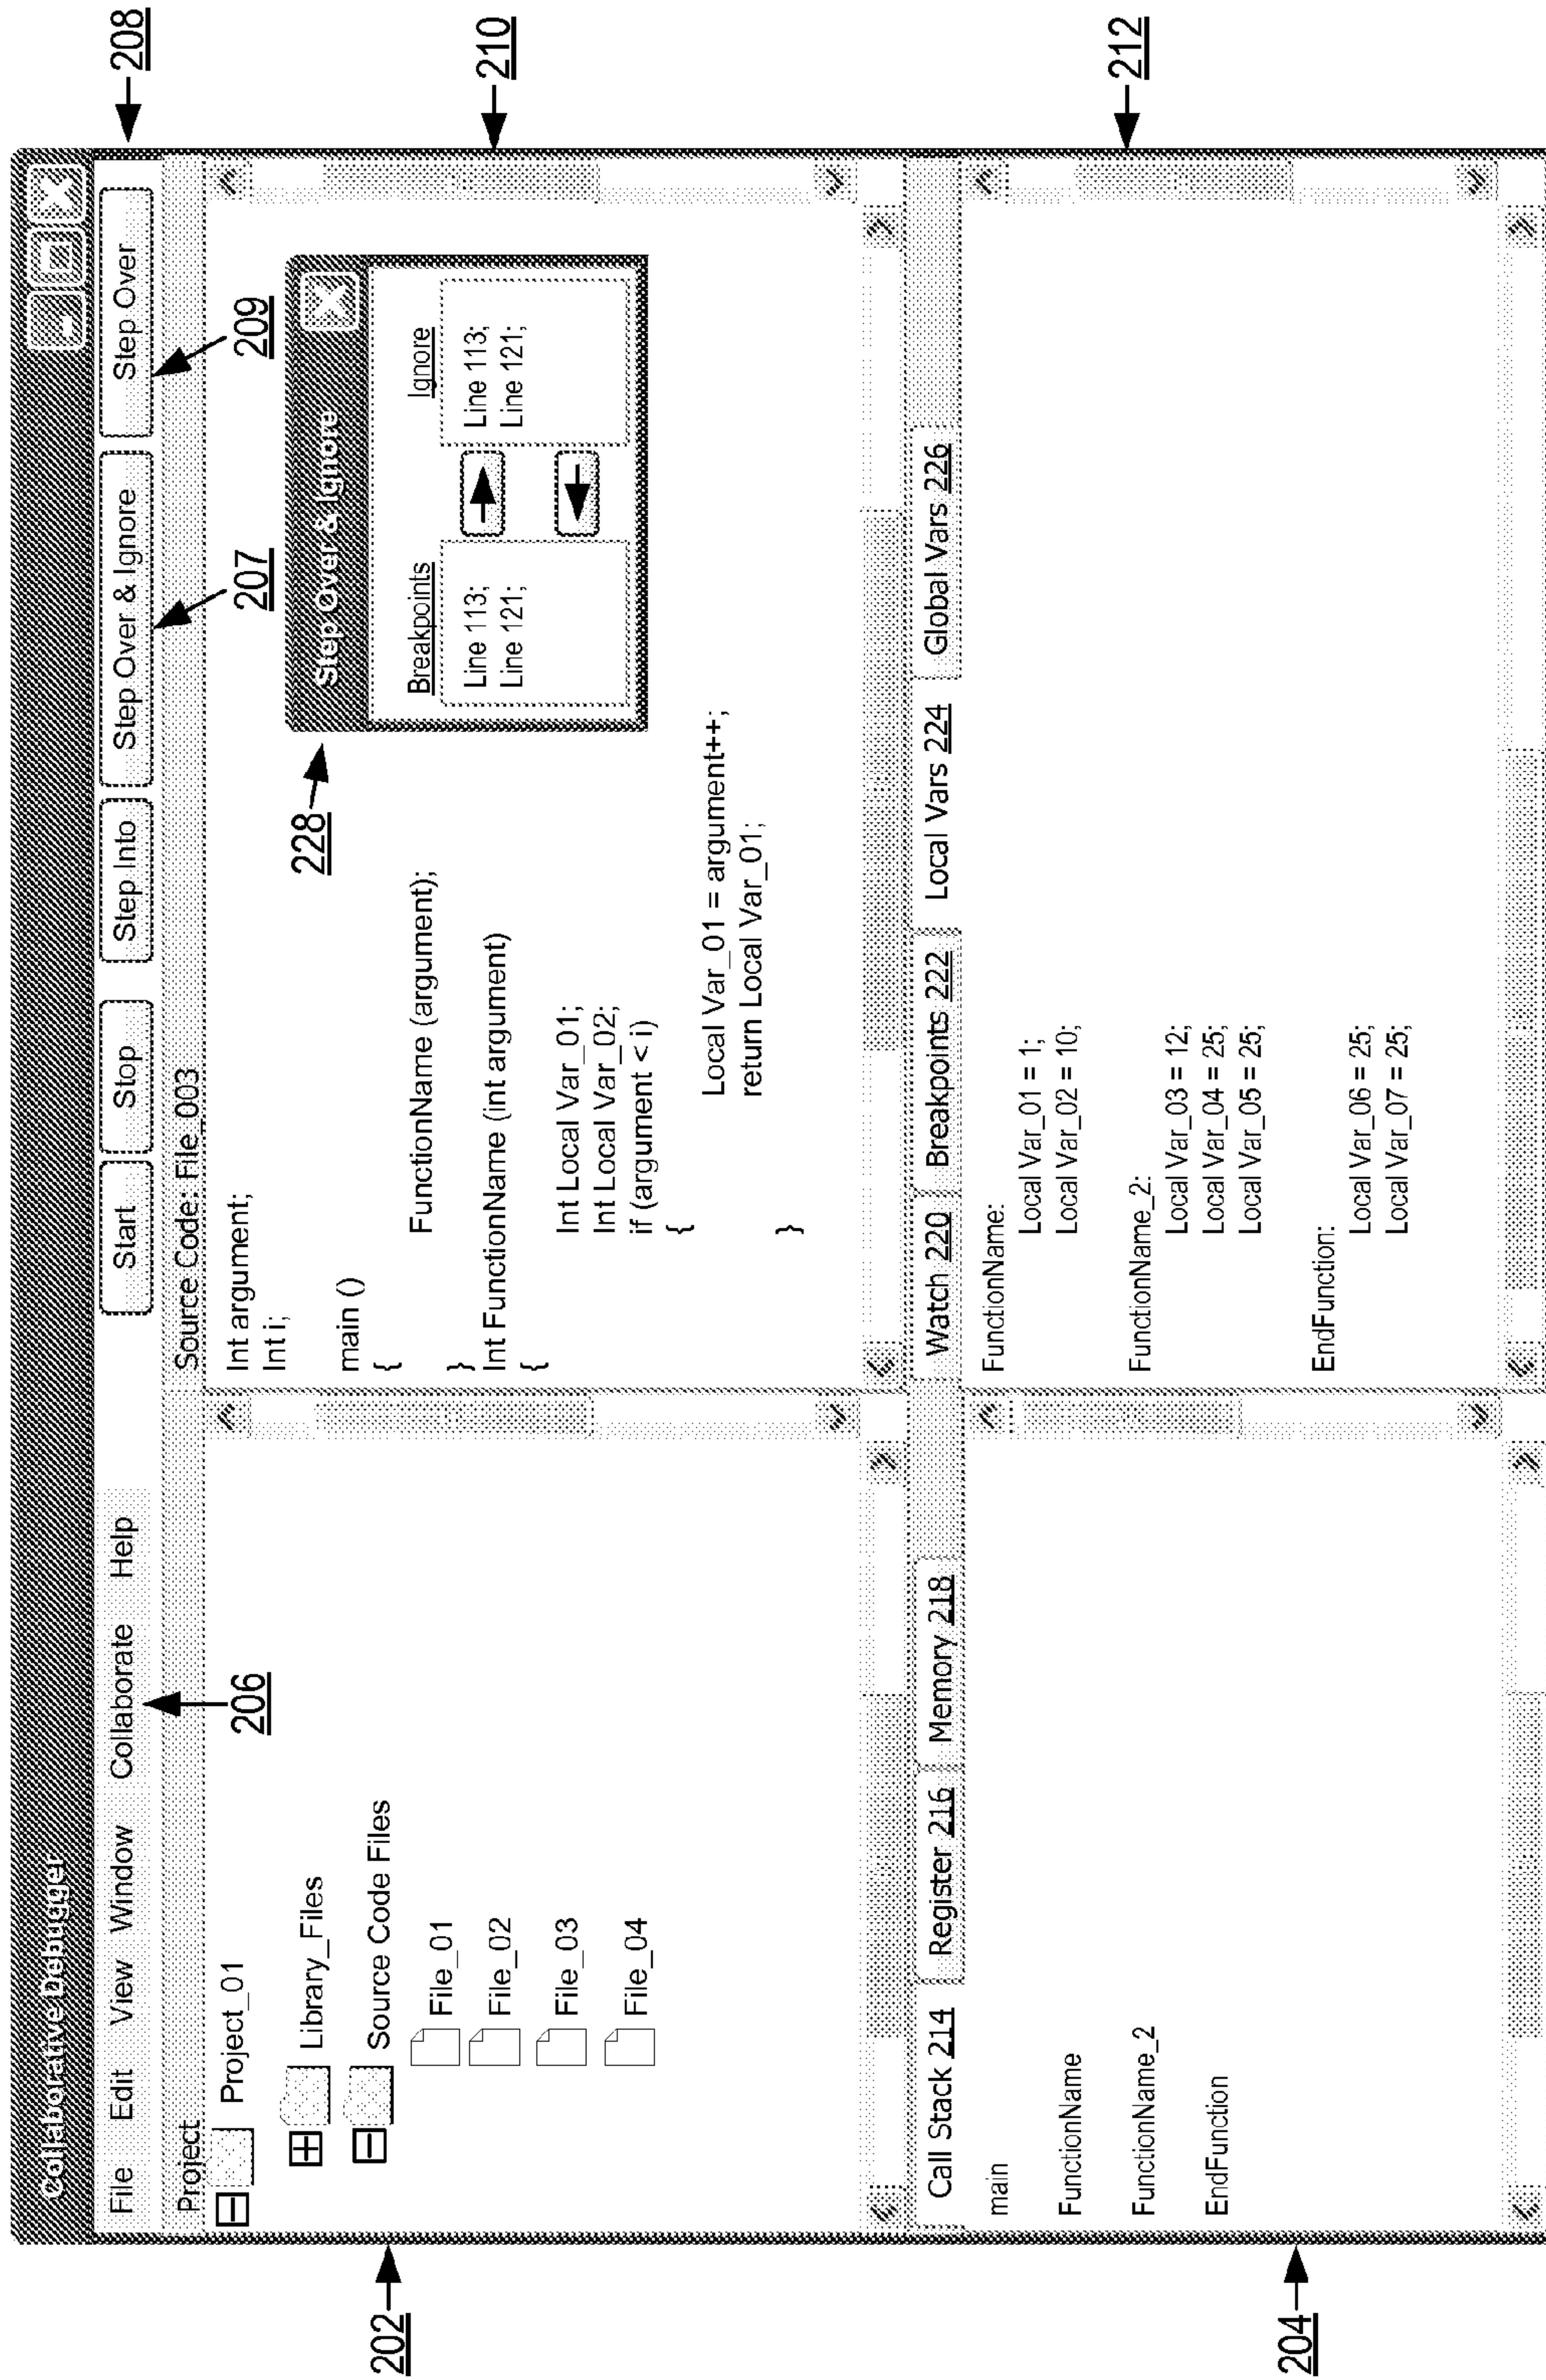 Collaborative Debugger
File Edit View Window Collaborate Help Start Stop Step Into Step Over & Ignore Step Over
208
206
207
209
Project
Project_01
Library_Files
Source Code Files
File_01
File_02
File_03
File_04
202
Source Code: File_003
Int argument;
Int i;
main ()
{
FunctionName (argument);
}
Int FunctionName (int argument)
{
Int Local Var_01;
Int Local Var_02;
if (argument < i)
{
Local Var_01 = argument++;
return Local Var_01;
}
210
228
Step Over & Ignore
Breakpoints Ignore
Line 113; Line 113;
Line 121; Line 121;
Call Stack 214 Register 216 Memory 218
main
FunctionName
FunctionName_2
EndFunction
204
Watch 220 Breakpoints 222 Local Vars 224 Global Vars 226
FunctionName:
Local Var_01 = 1;
Local Var_02 = 10;
FunctionName_2:
Local Var_03 = 12;
Local Var_04 = 25;
Local Var_05 = 25;
EndFunction:
Local Var_06 = 25;
Local Var_07 = 25;
212